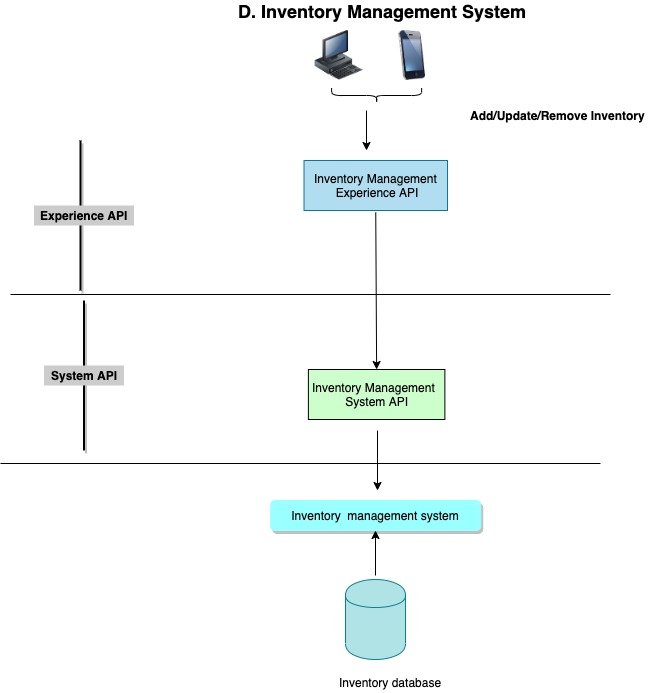 D. Inventory Management System
Add/Update/Remove Inventory
Inventory Management
Experience API
Experience API
Inventory Management
System API
System API
Inventory management system
Inventory database